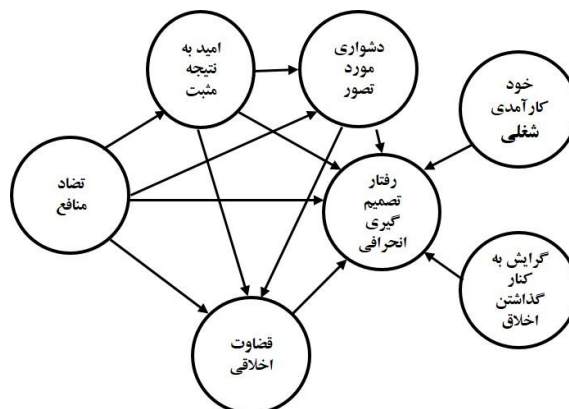 امید به
نتیجه
مثبت
دشواری
مورد
تصور
خود
کارآمدی
شغلی
تضاد
منافع
رفتار
تصمیم
گیری
انحرافی
گرایش به
کنار
گذاشتن
اخلاق
قضاوت
اخلاقی